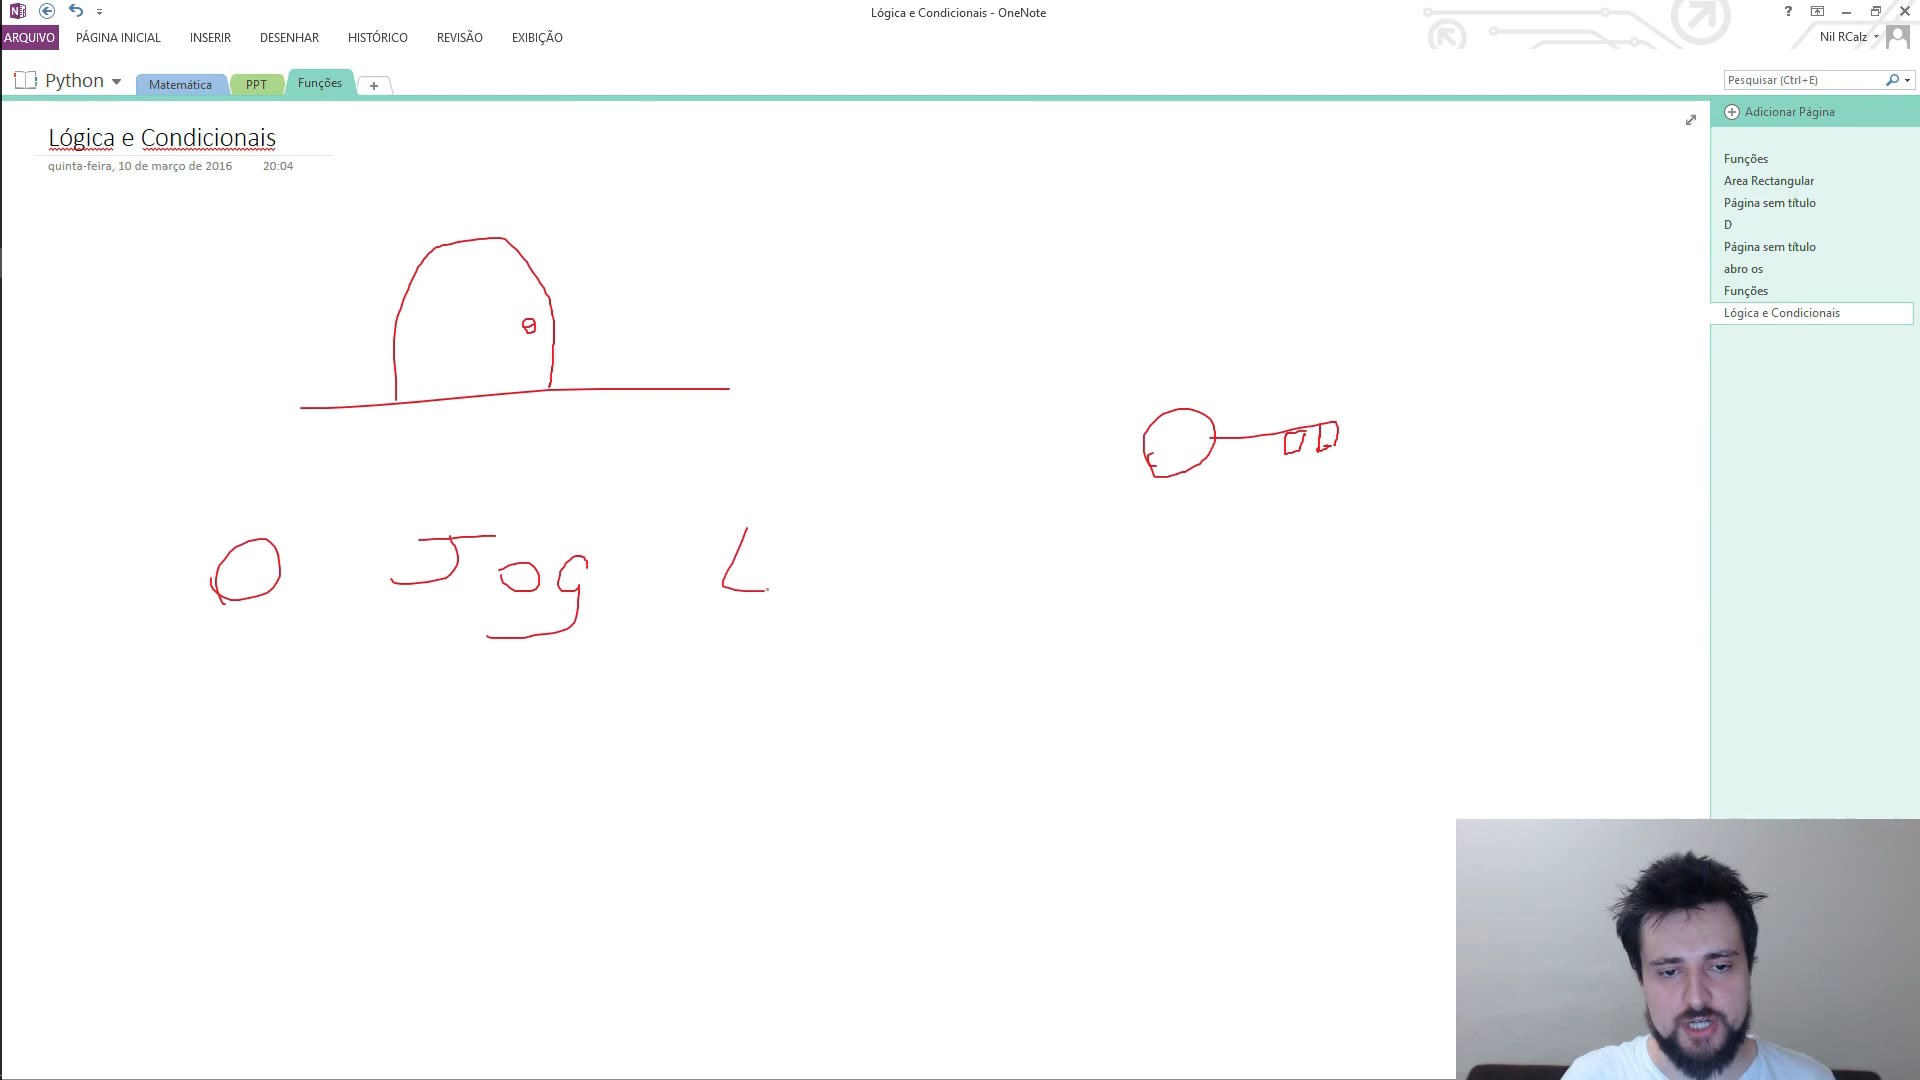 Lógica e Condicionais - OneNote
?
ARQUIVO PÁGINA INICIAL INSERIR DESENHAR HISTÓRICO REVISÃO EXIBIÇÃO
Nil RCalz
Python
Matemática
PPT
Funções
+
Pesquisar (Ctrl+E)
Adicionar Página
Lógica e Condicionais
quinta-feira, 10 de março de 2016 20:04
Funções
Area Rectangular
Página sem título
D
Página sem título
abro os
Funções
Lógica e Condicionais
O Jog L